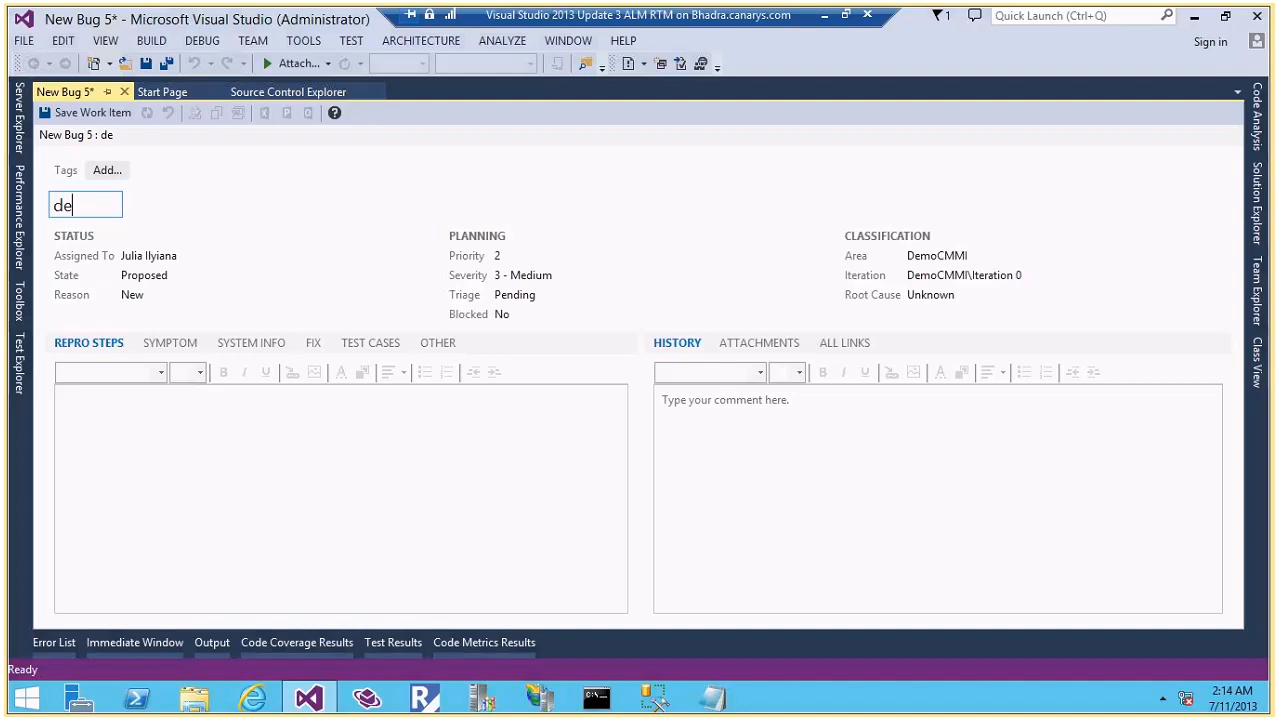 New Bug 5* - Microsoft Visual Studio (Administrator)
Visual Studio 2013 Update 3 ALM RTM on Bhadra.canarys.com
1
Quick Launch (Ctrl+Q)
FILE EDIT VIEW BUILD DEBUG TEAM TOOLS TEST ARCHITECTURE ANALYZE WINDOW HELP
Sign in
Attach...
New Bug 5* Start Page Source Control Explorer
Save Work Item
New Bug 5 : de
Tags Add...
de
STATUS PLANNING CLASSIFICATION
Assigned To Julia Ilyiana Priority 2 Area DemoCMMI
State Proposed Severity 3 - Medium Iteration DemoCMMI\Iteration 0
Reason New Triage Pending Root Cause Unknown
Blocked No
REPRO STEPS SYMPTOM SYSTEM INFO FIX TEST CASES OTHER HISTORY ATTACHMENTS ALL LINKS
B I U B I U
Type your comment here.
Server Explorer
Performance Explorer
Toolbox
Test Explorer
Code Analysis
Solution Explorer
Team Explorer
Class View
Error List Immediate Window Output Code Coverage Results Test Results Code Metrics Results
Ready
2:14 AM
7/11/2013